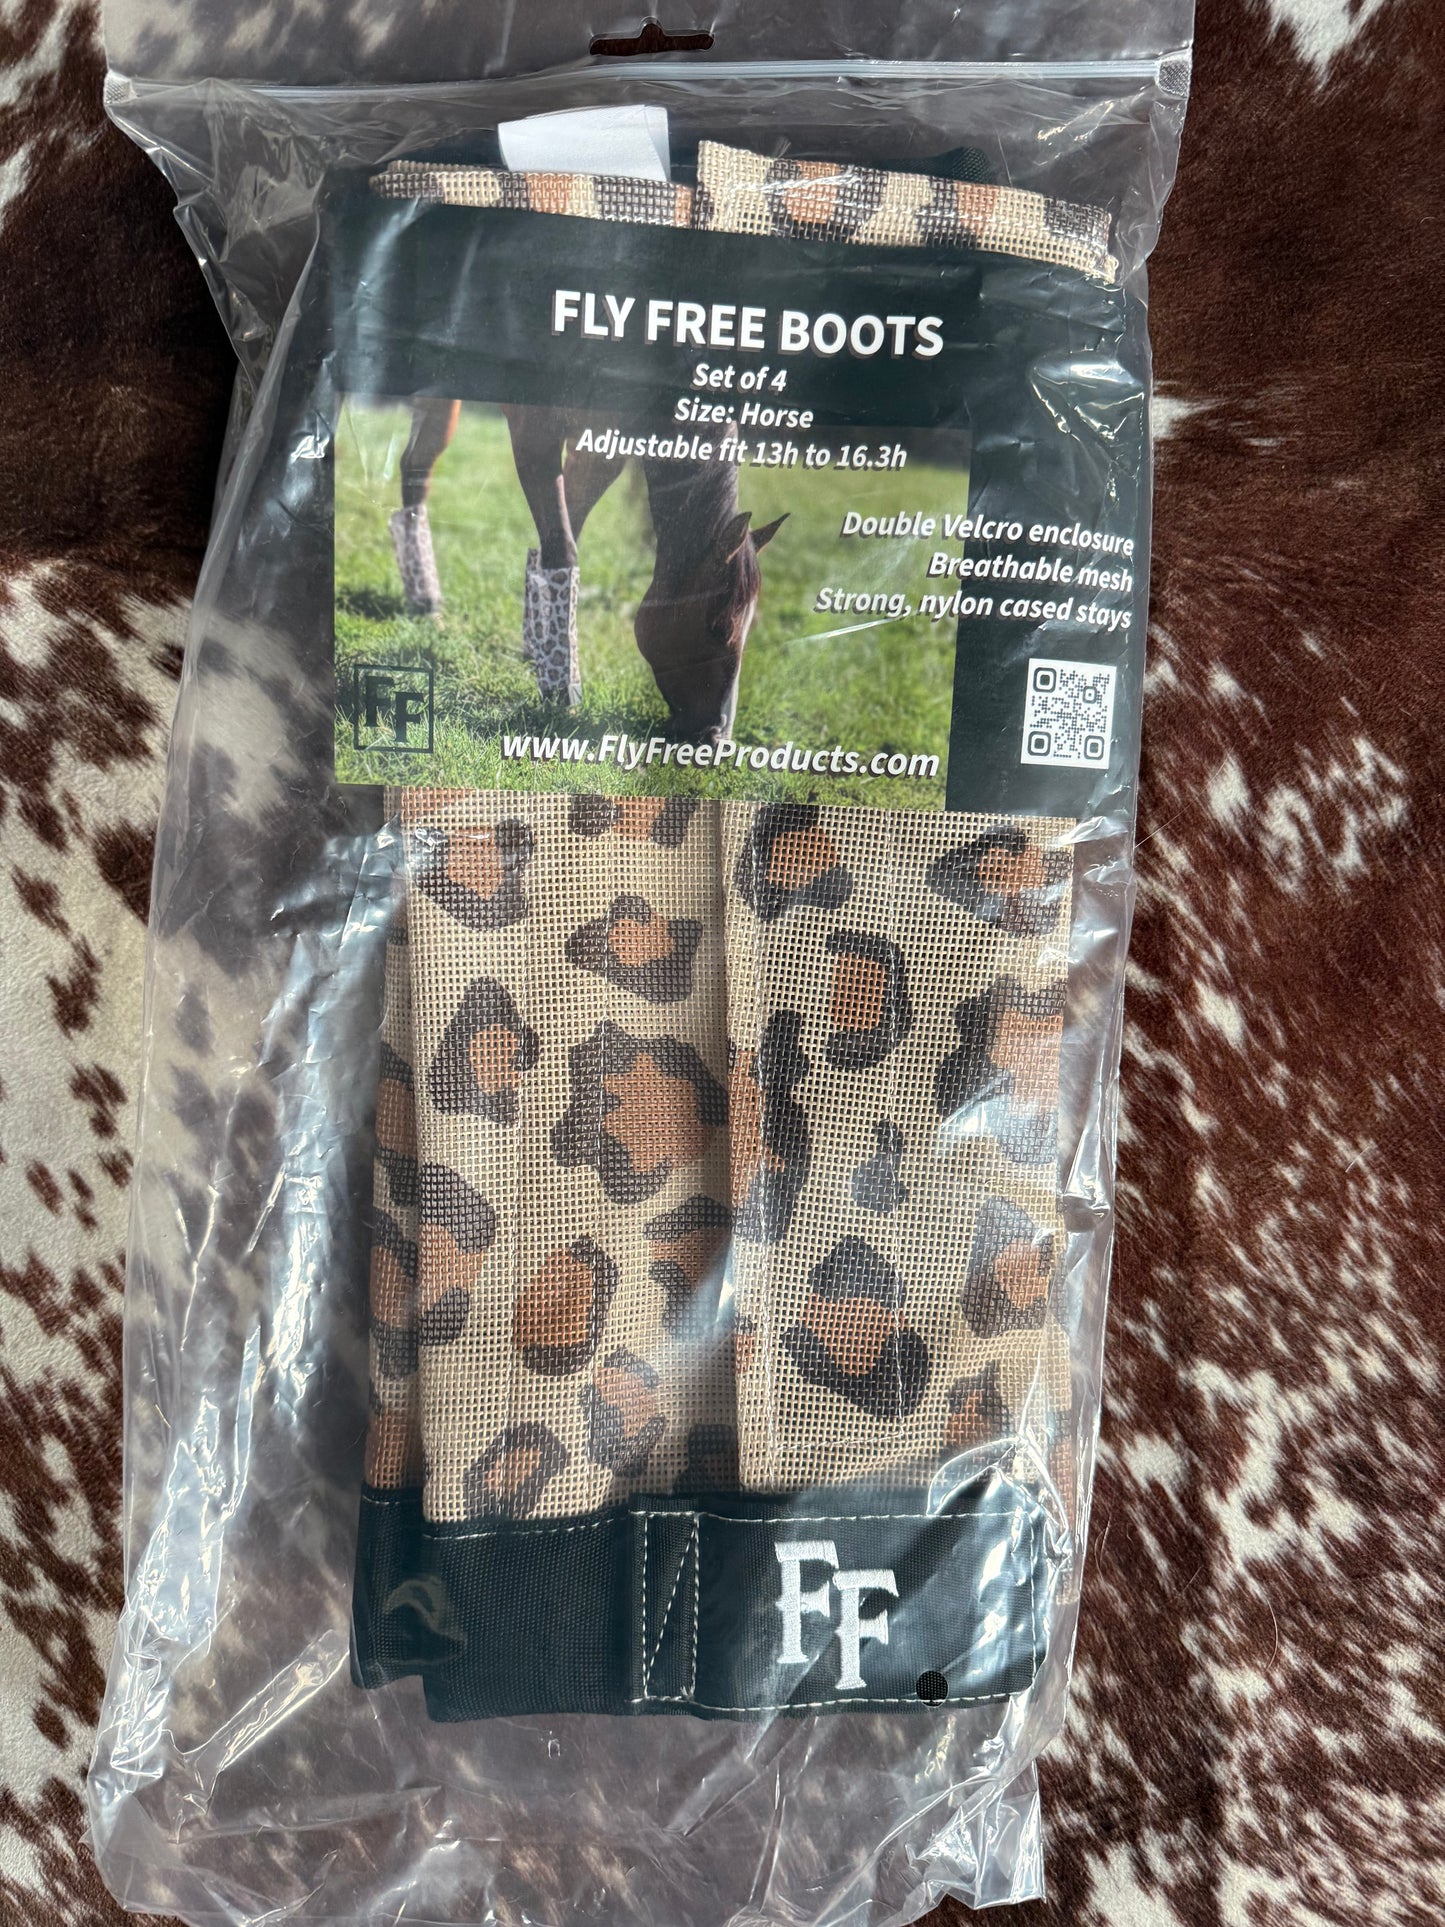 FLY FREE BOOTS
Set of 4
Size: Horse
Adjustable fit 13h to 16.3h
Double Velcro enclosure
Breathable mesh
Strong, nylon cased stays
FF
www.FlyFreeProducts.com
FF